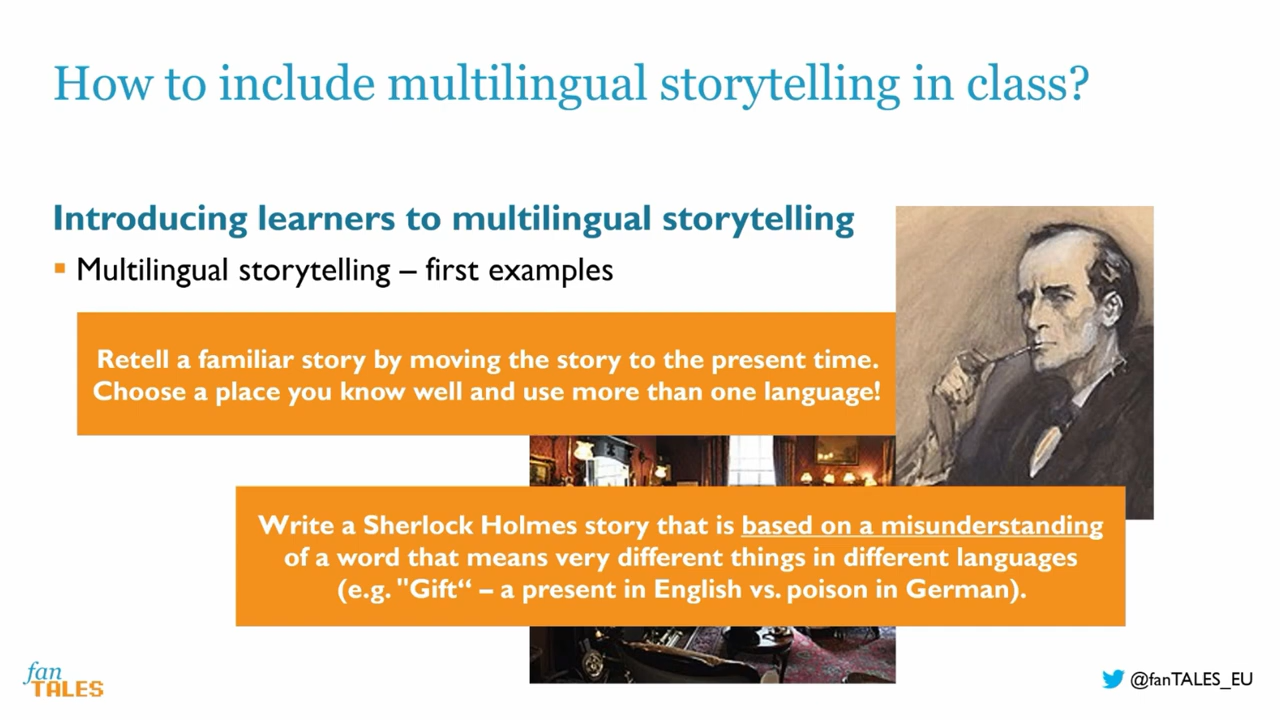 How to include multilingual storytelling in class?
Introducing learners to multilingual storytelling
Multilingual storytelling – first examples
Retell a familiar story by moving the story to the present time.
Choose a place you know well and use more than one language!
Write a Sherlock Holmes story that is based on a misunderstanding
of a word that means very different things in different languages
(e.g. "Gift“ – a present in English vs. poison in German).
fan
TALES
@fanTALES_EU